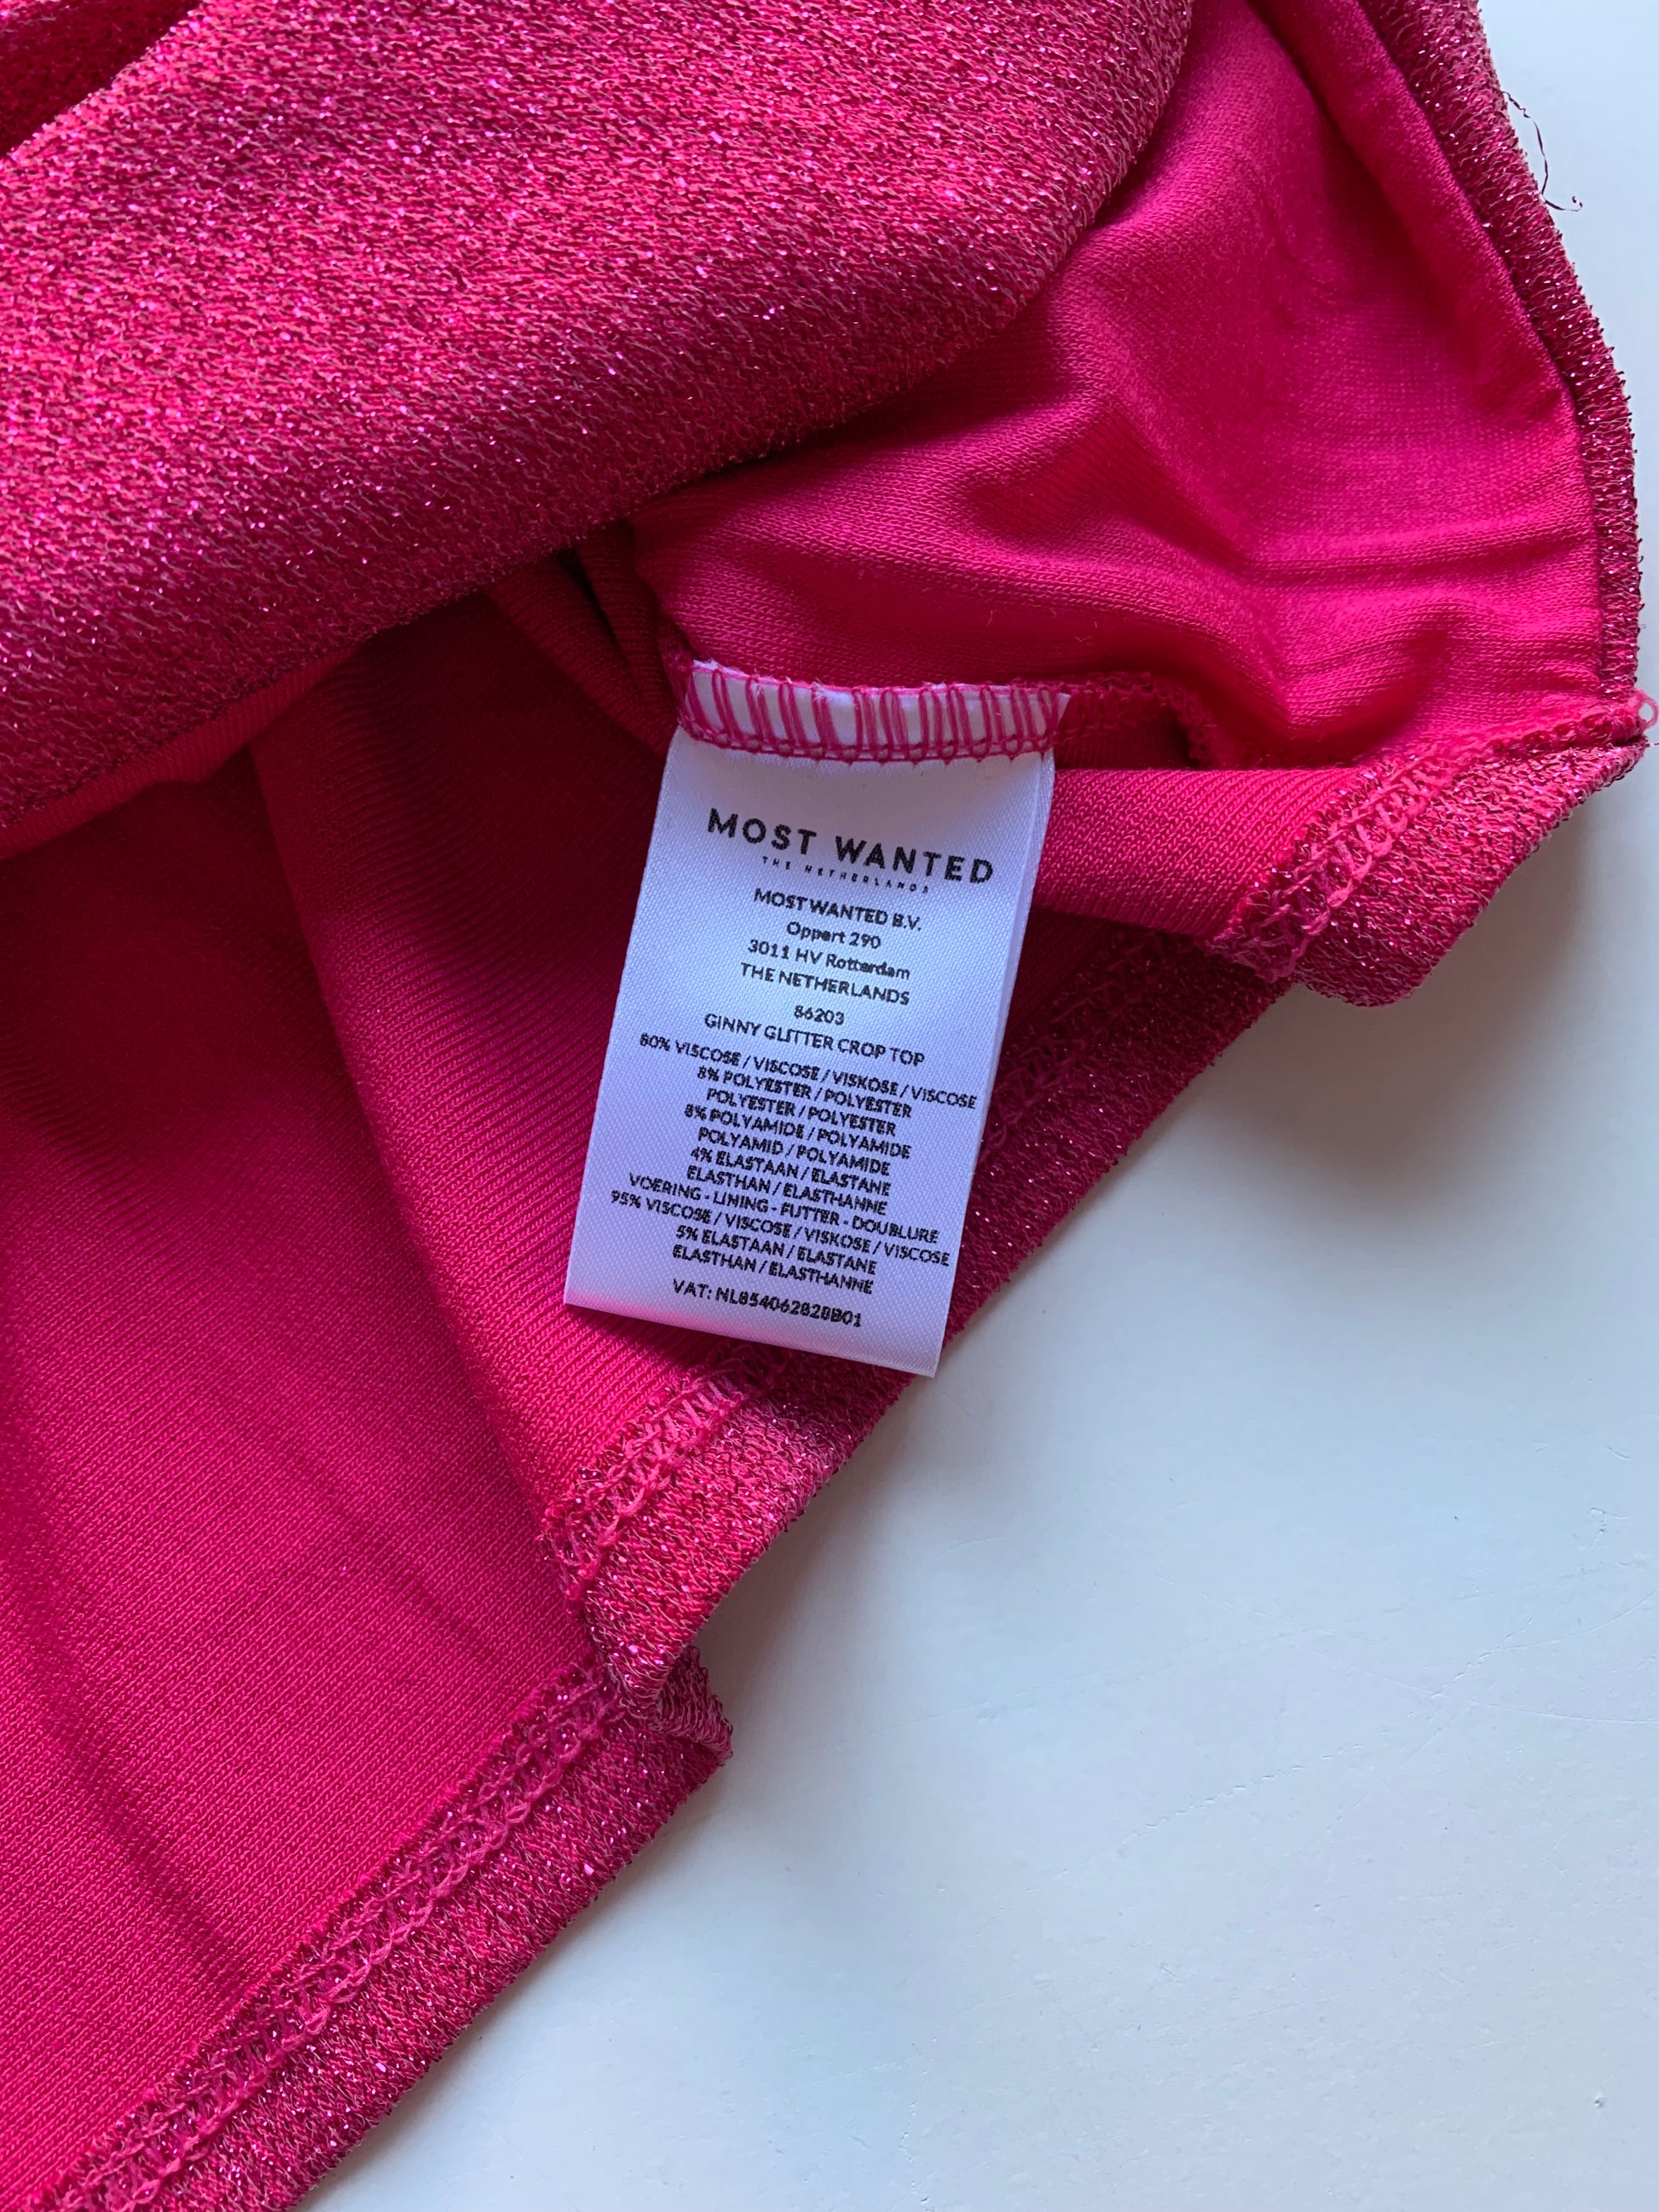 MOST WANTED
THE NETHERLANDS
MOST WANTED B.V.
Oppert 290
3011 HV Rotterdam
THE NETHERLANDS
86203
GINNY GLITTER CROP TOP
80% VISCOSE / VISCOSE / VISKOSE / VISCOSE
8% POLYESTER / POLYESTER
POLYESTER / POLYESTER
8% POLYAMIDE / POLYAMIDE
POLYAMID / POLYAMIDE
4% ELASTAAN / ELASTANE
ELASTHAN / ELASTHANNE
VOERING - LINING - FUTTER - DOUBLURE
95% VISCOSE / VISCOSE / VISKOSE / VISCOSE
5% ELASTAAN / ELASTANE
ELASTHAN / ELASTHANNE
VAT: NL854062828B01